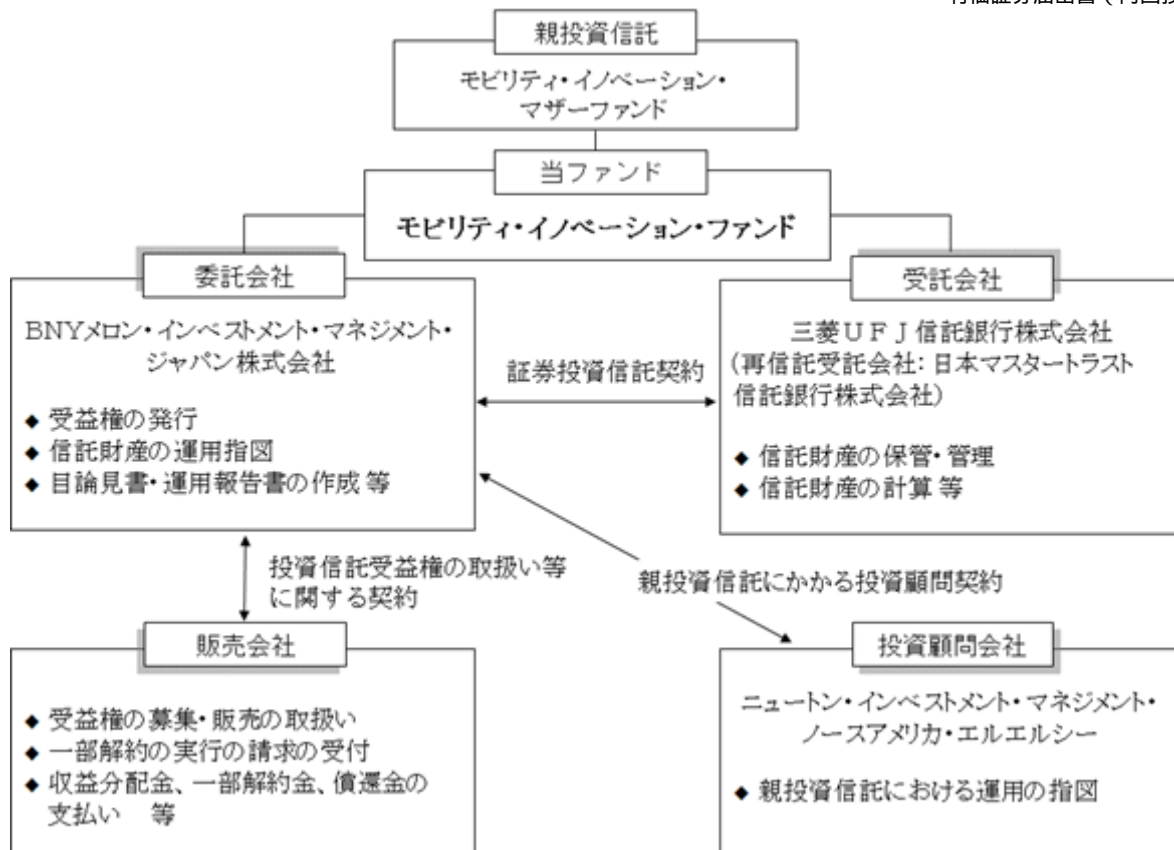 親投資信託
モビリティ・イノベーション・
マザーファンド
当ファンド
モビリティ・イノベーション・ファンド
委託会社
BNYメロン・インベストメント・マネジメント・
ジャパン株式会社
◆ 受益権の発行
◆ 信託財産の運用指図
◆ 目論見書・運用報告書の作成 等
証券投資信託契約
受託会社
三菱ＵＦＪ信託銀行株式会社
(再信託受託会社: 日本マスタートラスト
信託銀行株式会社)
◆ 信託財産の保管・管理
◆ 信託財産の計算 等
投資信託受益権の取扱い等
に関する契約
親投資信託にかかる投資顧問契約
販売会社
◆ 受益権の募集・販売の取扱い
◆ 一部解約の実行の請求の受付
◆ 収益分配金、一部解約金、償還金の
支払い　等
投資顧問会社
ニュートン・インベストメント・マネジメント・
ノースアメリカ・エルエルシー
◆ 親投資信託における運用の指図